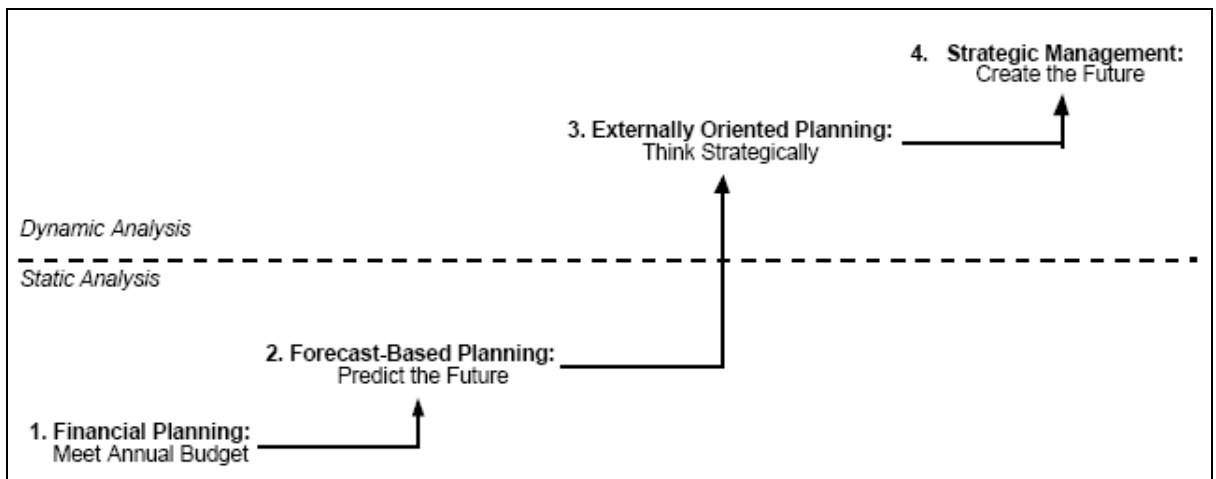 4. Strategic Management:
Create the Future
3. Externally Oriented Planning:
Think Strategically
Dynamic Analysis
Static Analysis
2. Forecast-Based Planning:
Predict the Future
1. Financial Planning:
Meet Annual Budget